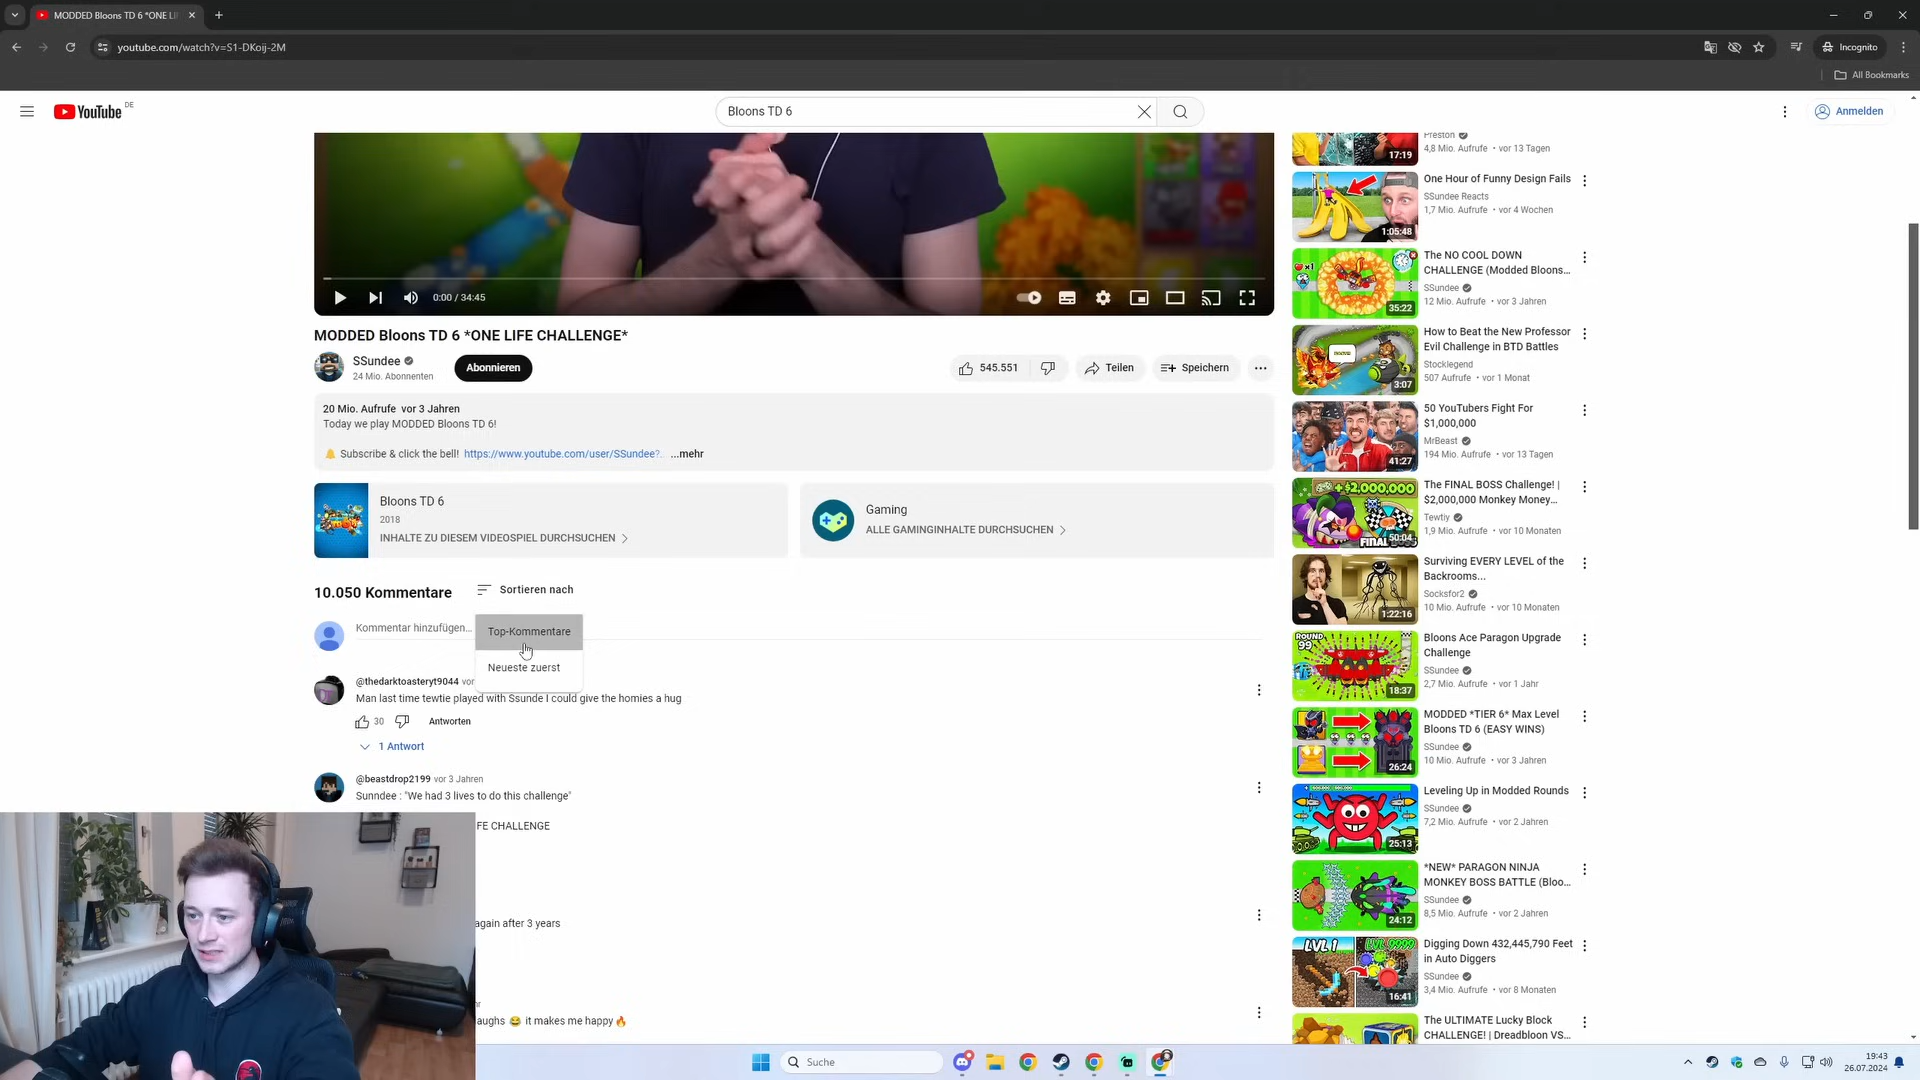 MODDED Bloons TD 6 *ONE LI
youtube.com/watch?v=S1-DKoij-2M
Incognito
All Bookmarks
YouTube DE
Bloons TD 6
Anmelden
0:00 / 34:45
MODDED Bloons TD 6 *ONE LIFE CHALLENGE*
SSundee
24 Mio. Abonnenten
Abonnieren
545.551
Teilen
Speichern
20 Mio. Aufrufe vor 3 Jahren
Today we play MODDED Bloons TD 6!
🔔 Subscribe & click the bell! https://www.youtube.com/user/SSundee?... ...mehr
Bloons TD 6
2018
INHALTE ZU DIESEM VIDEOSPIEL DURCHSUCHEN
Gaming
ALLE GAMINGINHALTE DURCHSUCHEN
10.050 Kommentare
Sortieren nach
Kommentar hinzufügen...
Top-Kommentare
Neueste zuerst
@thedarktoasteryt9044 vor
Man last time tewtie played with Ssunde I could give the homies a hug
30
Antworten
1 Antwort
@beastdrop2199 vor 3 Jahren
Sunndee : "We had 3 lives to do this challenge"
FE CHALLENGE
again after 3 years
aughs 😂 it makes me happy 🔥
Preston
4,8 Mio. Aufrufe • vor 13 Tagen
17:19
One Hour of Funny Design Fails
SSundee Reacts
1,7 Mio. Aufrufe • vor 4 Wochen
1:05:48
The NO COOL DOWN
CHALLENGE (Modded Bloons...
SSundee
12 Mio. Aufrufe • vor 3 Jahren
x1
35:22
How to Beat the New Professor
Evil Challenge in BTD Battles
Stocklegend
507 Aufrufe • vor 1 Monat
3:07
50 YouTubers Fight For
$1,000,000
MrBeast
194 Mio. Aufrufe • vor 13 Tagen
41:27
The FINAL BOSS Challenge! |
$2,000,000 Monkey Money...
Tewtiy
1,9 Mio. Aufrufe • vor 10 Monaten
+$2,000,000
FINAL BOSS
50:04
Surviving EVERY LEVEL of the
Backrooms...
Socksfor2
10 Mio. Aufrufe • vor 10 Monaten
1:22:16
Bloons Ace Paragon Upgrade
Challenge
SSundee
2,7 Mio. Aufrufe • vor 1 Jahr
ROUND
99
18:37
MODDED *TIER 6* Max Level
Bloons TD 6 (EASY WINS)
SSundee
10 Mio. Aufrufe • vor 3 Jahren
26:24
Leveling Up in Modded Rounds
SSundee
7,2 Mio. Aufrufe • vor 2 Jahren
25:13
*NEW* PARAGON NINJA
MONKEY BOSS BATTLE (Bloo...
SSundee
8,5 Mio. Aufrufe • vor 2 Jahren
24:12
Digging Down 432,445,790 Feet
in Auto Diggers
SSundee
3,4 Mio. Aufrufe • vor 8 Monaten
LVL 1
LVL 9999
16:41
The ULTIMATE Lucky Block
CHALLENGE! | Dreadbloon VS...
Suche
19:43
26.07.2024